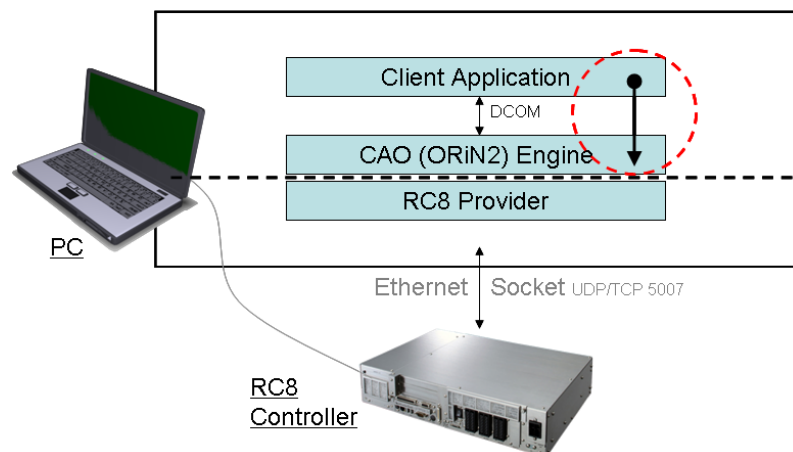 Client Application
DCOM
CAO (ORiN2) Engine
RC8 Provider
PC
Ethernet Socket UDP/TCP 5007
RC8
Controller